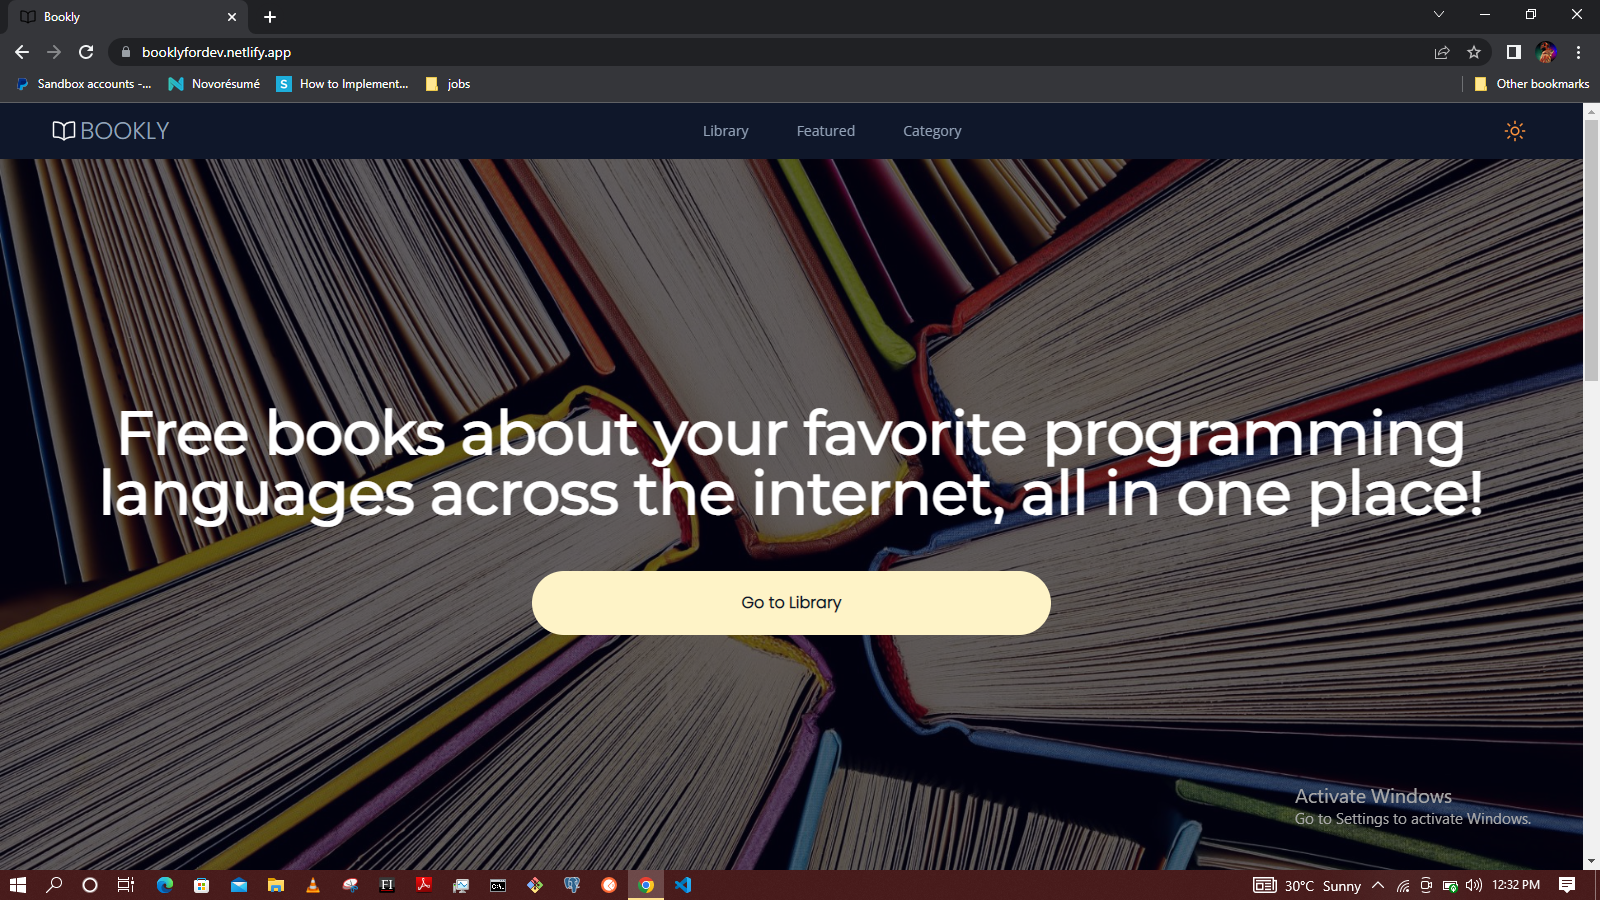 Bookly
booklyfordev.netlify.app
Sandbox accounts -...
Novorésumé
S
How to Implement...
jobs
Other bookmarks
BOOKLY
Library
Featured
Category
Free books about your favorite programming
languages across the internet, all in one place!
Go to Library
Activate Windows
Go to Settings to activate Windows.
FI
30°C Sunny
12:32 PM